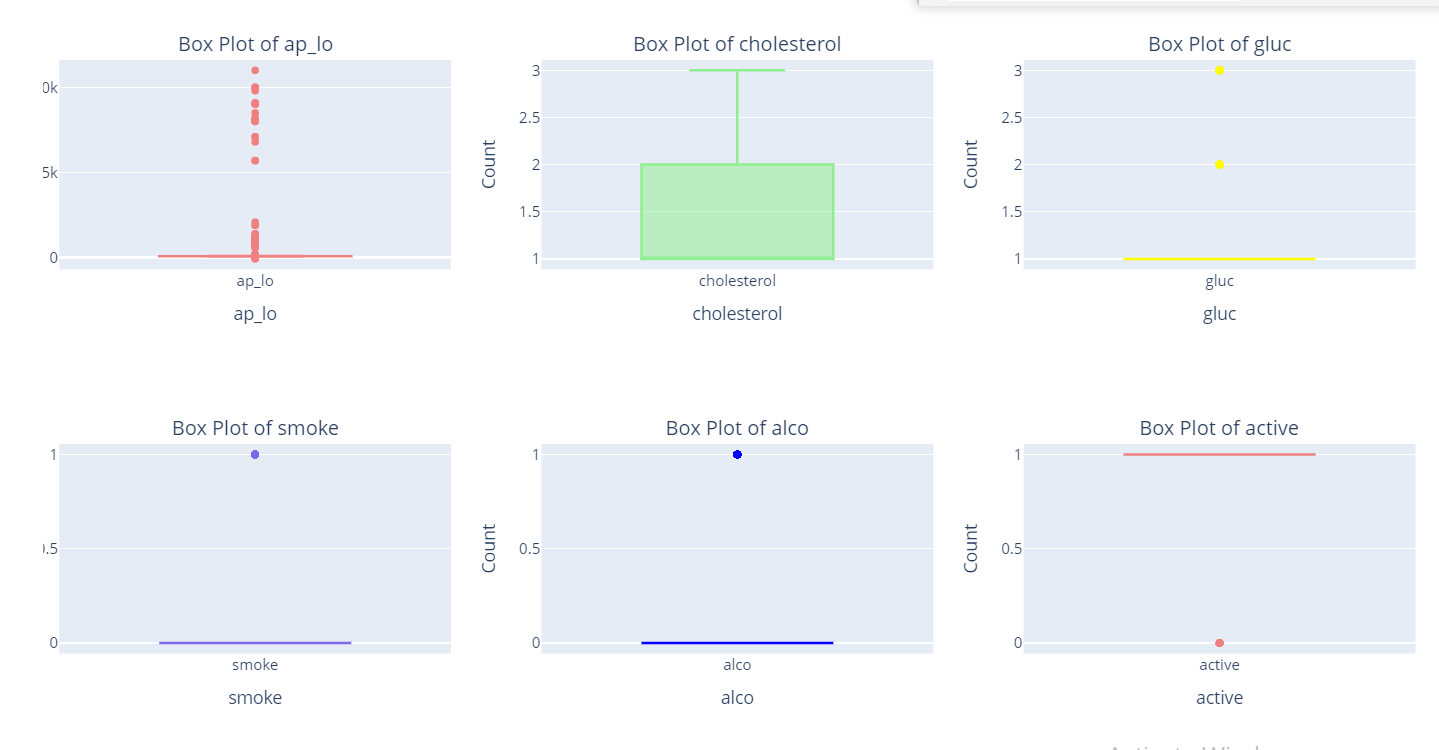 Box Plot of ap_lo
0k
5k
0
ap_lo
ap_lo
Box Plot of cholesterol
Count
3
2.5
2
1.5
1
cholesterol
cholesterol
Box Plot of gluc
Count
3
2.5
2
1.5
1
gluc
gluc
Box Plot of smoke
1
.5
0
smoke
smoke
Box Plot of alco
Count
1
0.5
0
alco
alco
Box Plot of active
Count
1
0.5
0
active
active